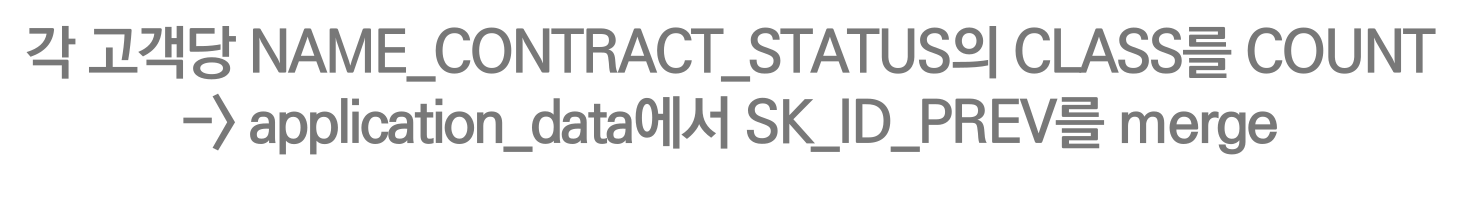 각 고객당 NAME_CONTRACT_STATUS의 CLASS를 COUNT
-> application_data에서 SK_ID_PREV를 merge